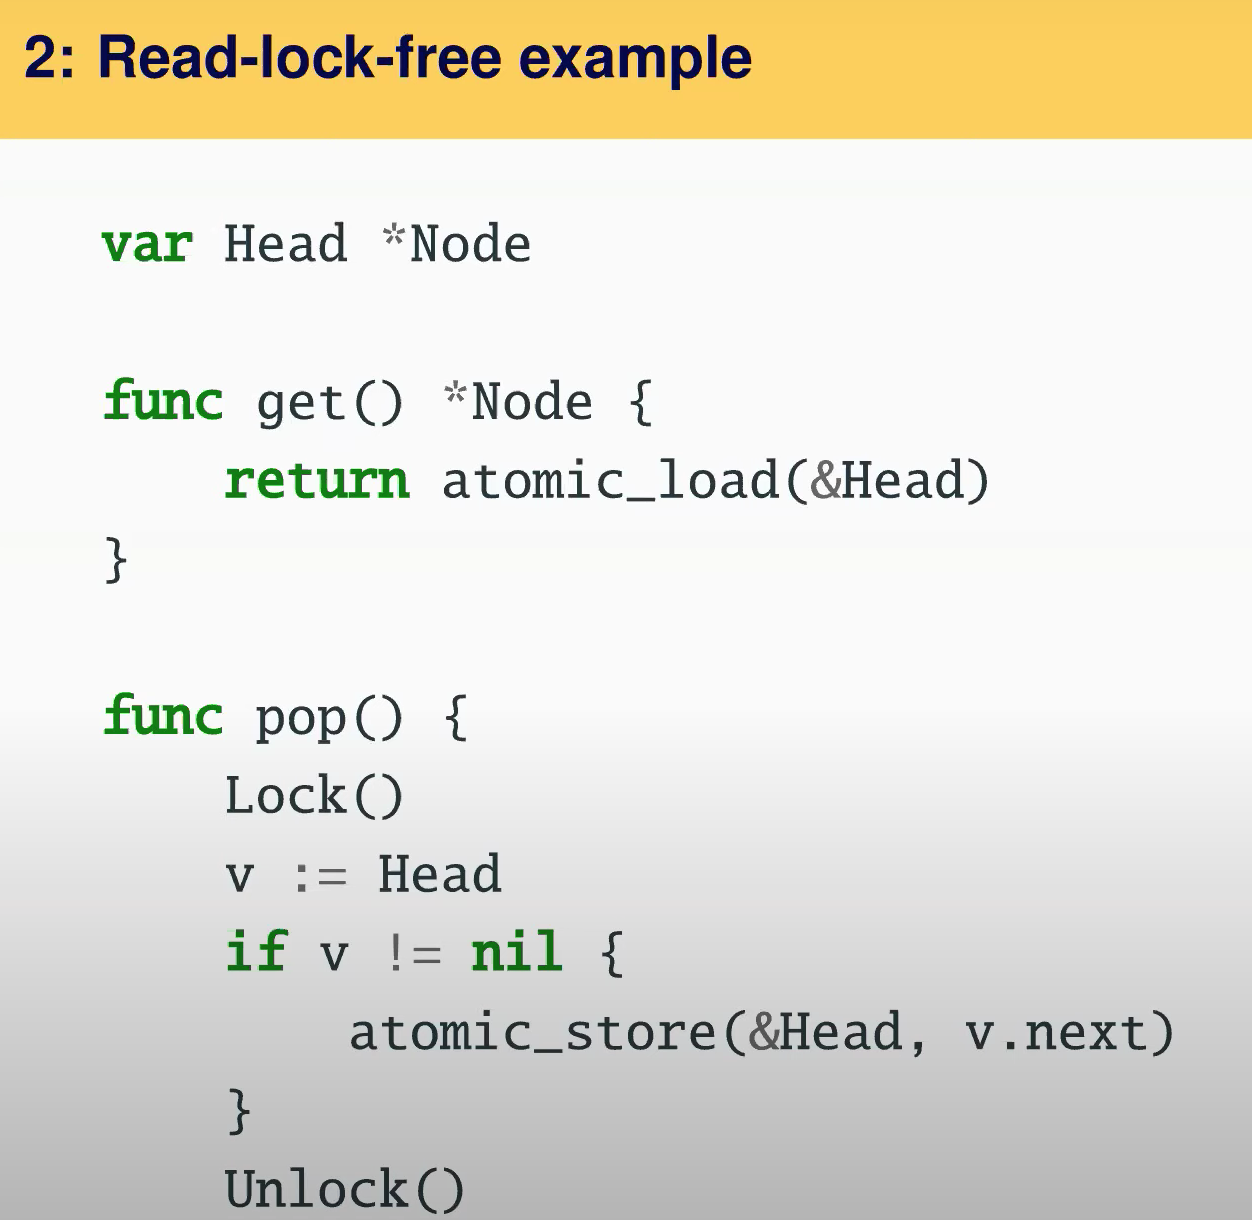 2: Read-lock-free example
var Head *Node
func get() *Node {
    return atomic_load(&Head)
}
func pop() {
    Lock()
    v := Head
    if v != nil {
        atomic_store(&Head, v.next)
    }
    Unlock()